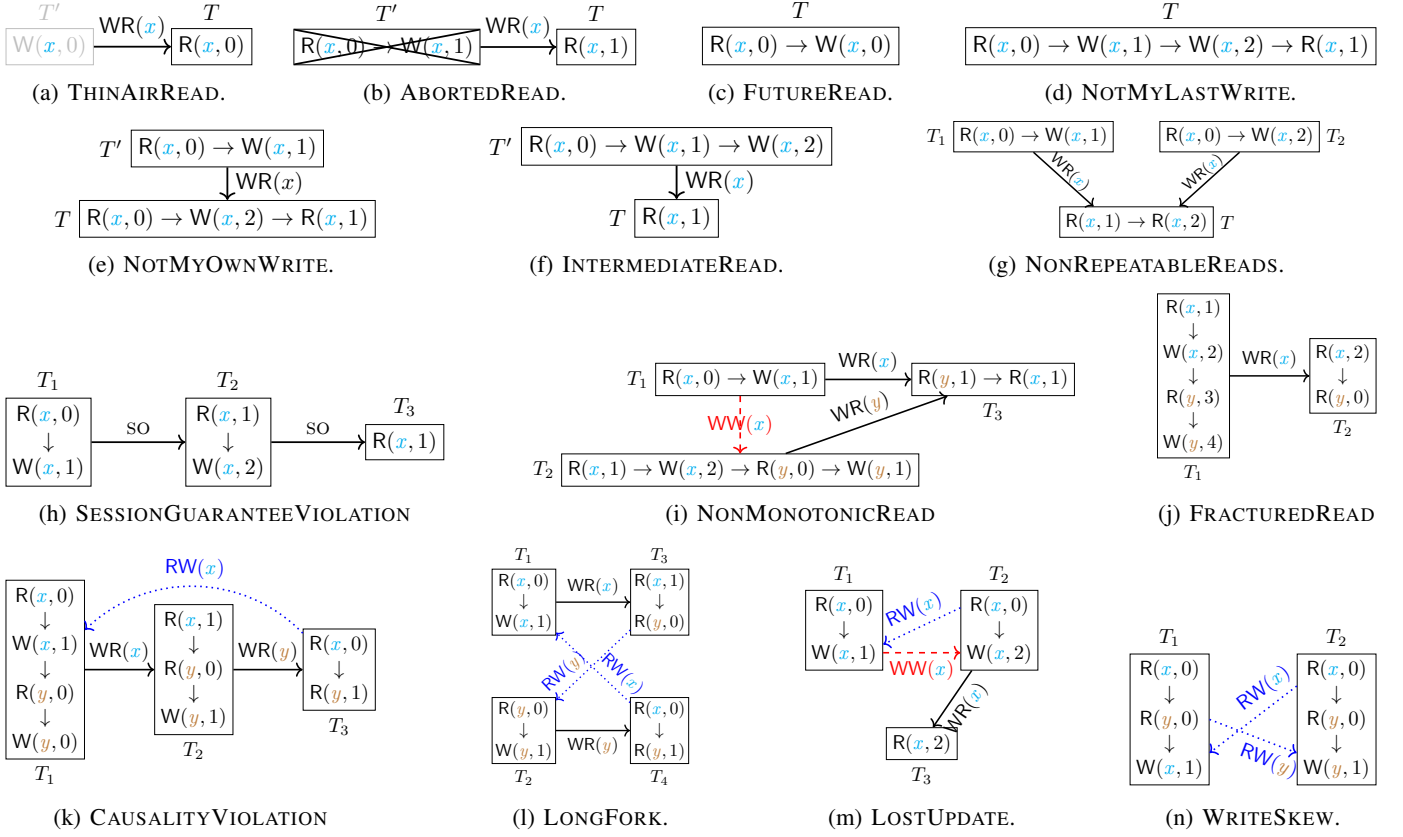 T′ WR(x) T
W(x, 0) R(x, 0)
(a) THINAIRREAD.
T′ WR(x) T
R(x, 0) → W(x, 1) R(x, 1)
(b) ABORTEDREAD.
T
R(x, 0) → W(x, 0)
(c) FUTUREREAD.
T
R(x, 0) → W(x, 1) → W(x, 2) → R(x, 1)
(d) NOTMYLASTWRITE.
T′ R(x, 0) → W(x, 1)
WR(x)
T R(x, 0) → W(x, 2) → R(x, 1)
(e) NOTMYOWNWRITE.
T′ R(x, 0) → W(x, 1) → W(x, 2)
WR(x)
T R(x, 1)
(f) INTERMEDIATEREAD.
T₁ R(x, 0) → W(x, 1) R(x, 0) → W(x, 2) T₂
WR(x) WR(x)
R(x, 1) → R(x, 2) T
(g) NONREPEATABLEREADS.
T₁
R(x, 0)
↓
W(x, 1)
SO
T₂
R(x, 1)
↓
W(x, 2)
SO
T₃
R(x, 1)
(h) SESSIONGUARANTEEVIOLATION
T₁ R(x, 0) → W(x, 1) WR(x) R(y, 1) → R(x, 1)
T₃
WW(x) WR(y)
T₂ R(x, 1) → W(x, 2) → R(y, 0) → W(y, 1)
(i) NONMONOTONICREAD
R(x, 1)
↓
W(x, 2)
↓
R(y, 3)
↓
W(y, 4)
T₁
WR(x)
R(x, 2)
↓
R(y, 0)
T₂
(j) FRACTUREDREAD
RW(x)
R(x, 0)
↓
W(x, 1)
↓
R(y, 0)
↓
W(y, 0)
T₁
WR(x)
R(x, 1)
↓
R(y, 0)
↓
W(y, 1)
T₂
WR(y)
R(x, 0)
↓
R(y, 1)
T₃
(k) CAUSALITYVIOLATION
T₁ T₃
R(x, 0) WR(x) R(x, 1)
↓ ↓
W(x, 1) R(y, 0)
RW(y) RW(x)
R(y, 0) R(x, 0)
↓ WR(y) ↓
W(y, 1) R(y, 1)
T₂ T₄
(l) LONGFORK.
T₁ T₂
R(x, 0) RW(x) R(x, 0)
↓ ↓
W(x, 1) WW(x) W(x, 2)
WR(x)
R(x, 2)
T₃
(m) LOSTUPDATE.
T₁ T₂
R(x, 0) RW(x) R(x, 0)
↓ ↓
R(y, 0) R(y, 0)
↓ ↓
W(x, 1) RW(y) W(y, 1)
(n) WRITESKEW.